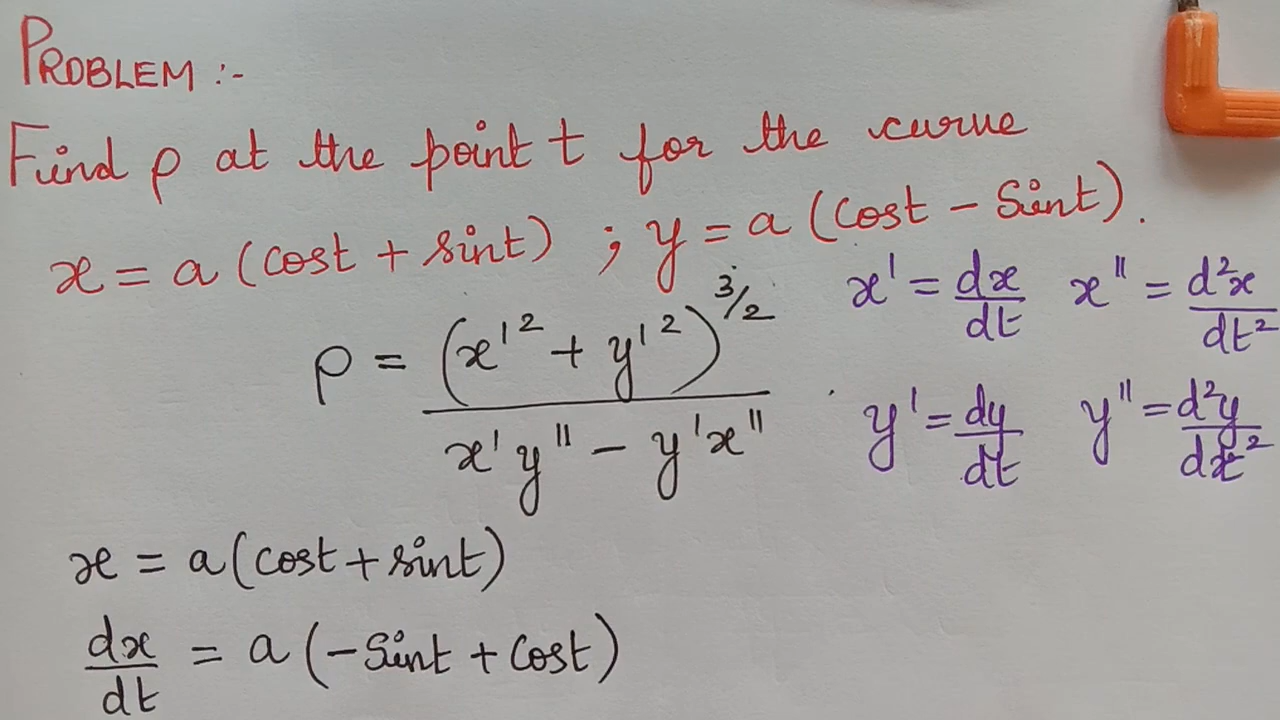 PROBLEM :-
Find ρ at the point t for the curve
x = a (cost + sint) ; y = a (cost - Sint).
ρ = (x'² + y'²)^3/2 / x'y'' - y'x''
x' = dx/dt x'' = d²x/dt²
y' = dy/dt y'' = d²y/dx²
x = a(cost + sint)
dx/dt = a (-Sint + Cost)